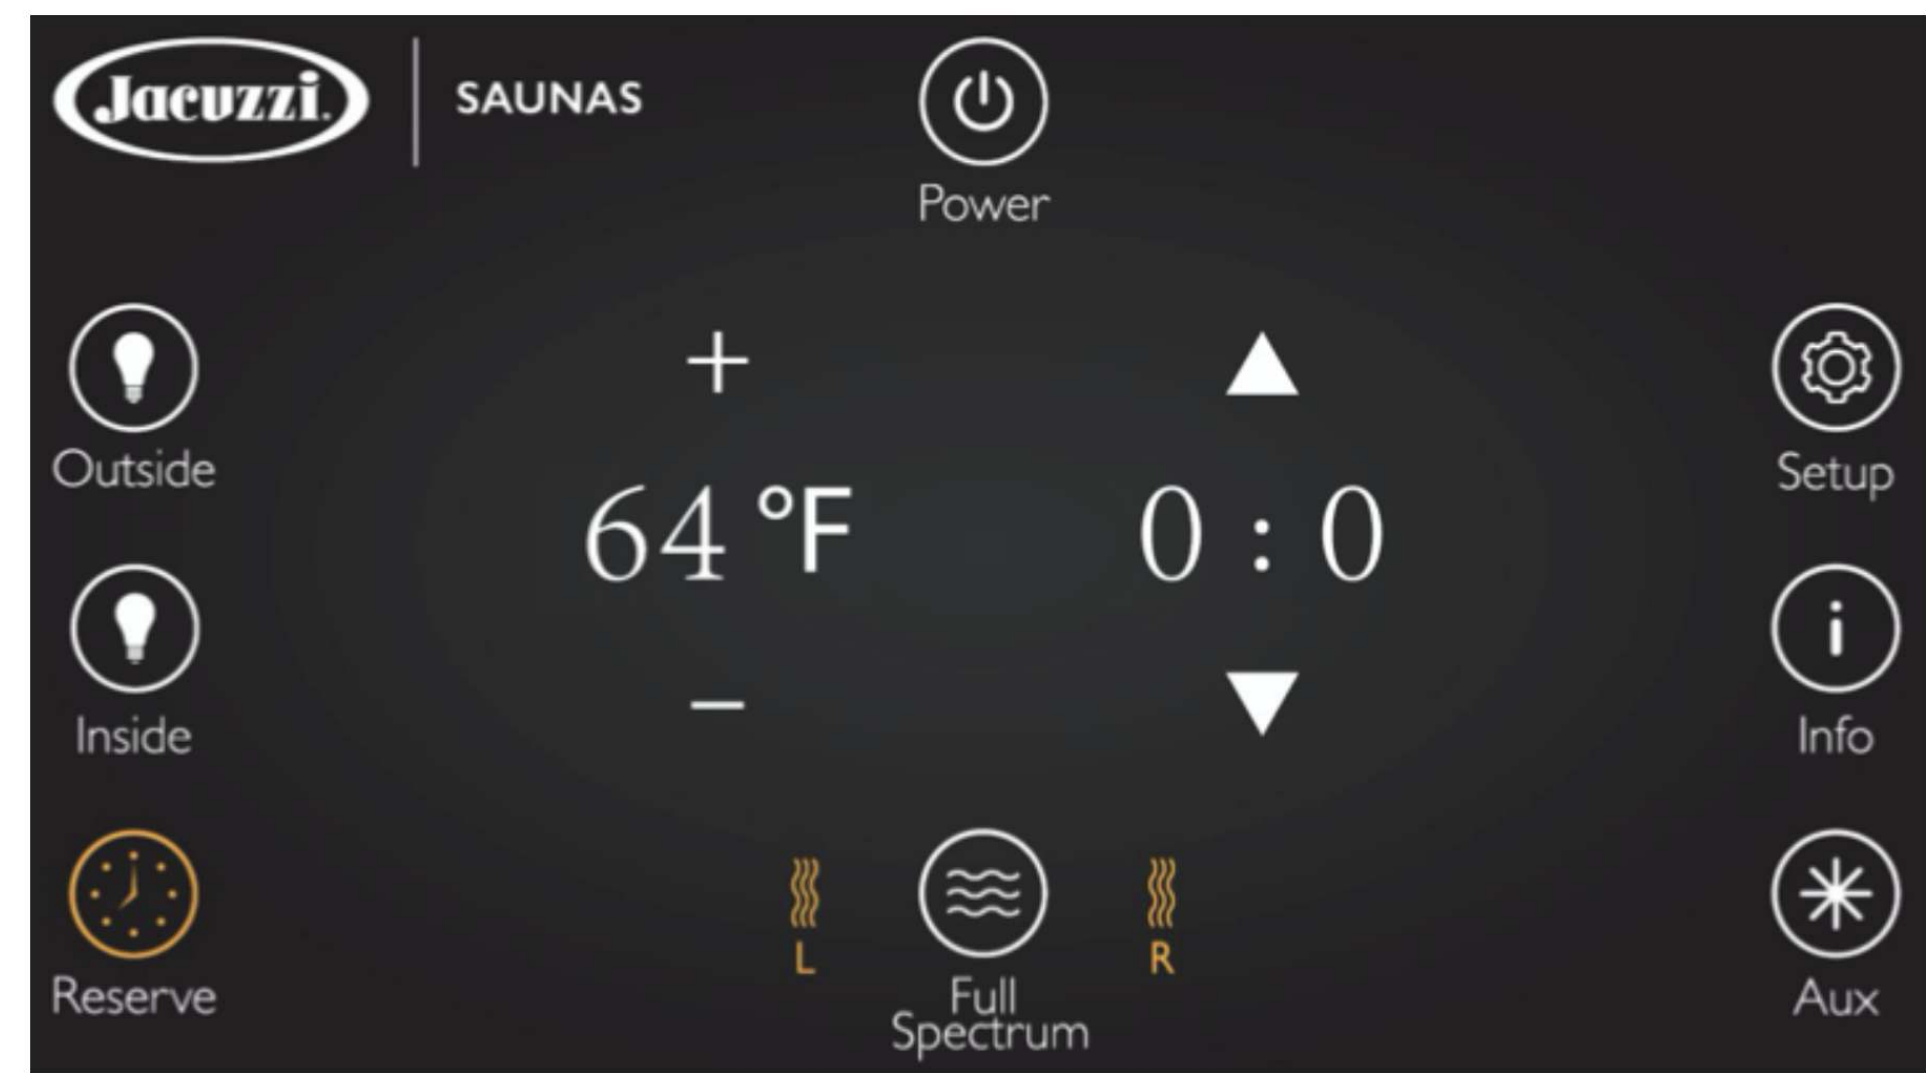 Jacuzzi.
SAUNAS
Power
Outside
Setup
64 °F
0 : 0
Inside
Info
L
R
Reserve
Full
Spectrum
Aux